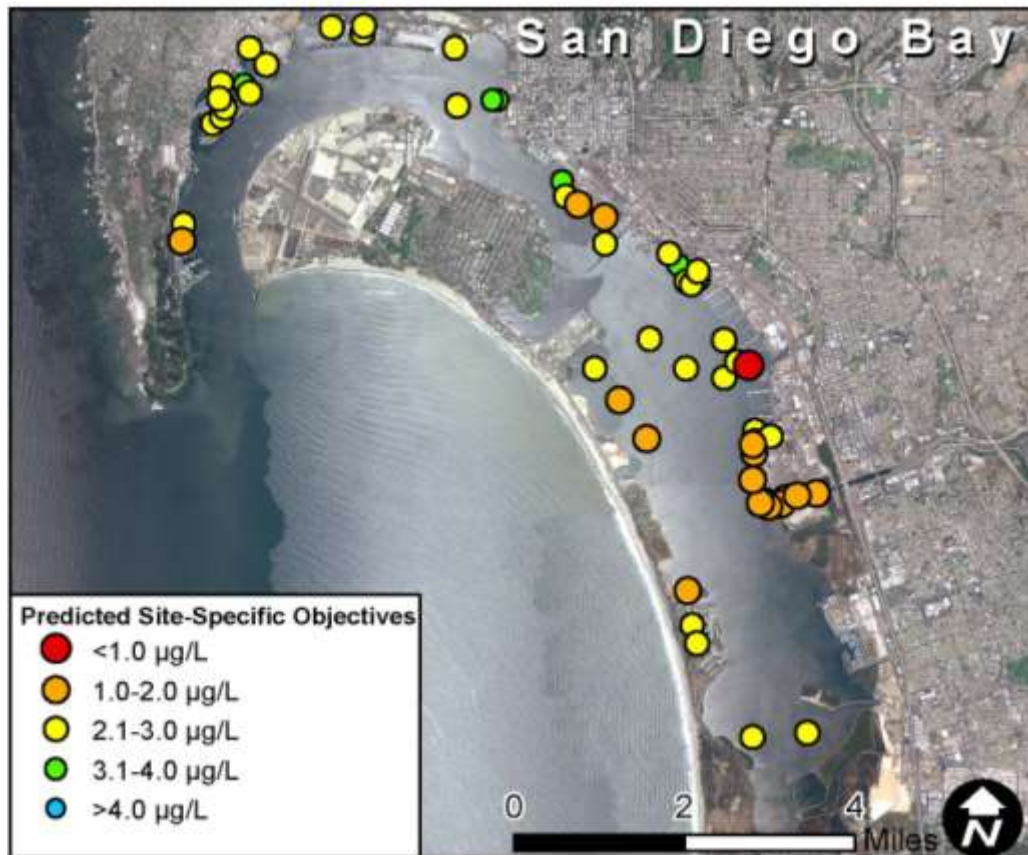 San Diego Bay
Predicted Site-Specific Objectives
<1.0 µg/L
1.0-2.0 µg/L
2.1-3.0 µg/L
3.1-4.0 µg/L
>4.0 µg/L
0 2 4
Miles
N